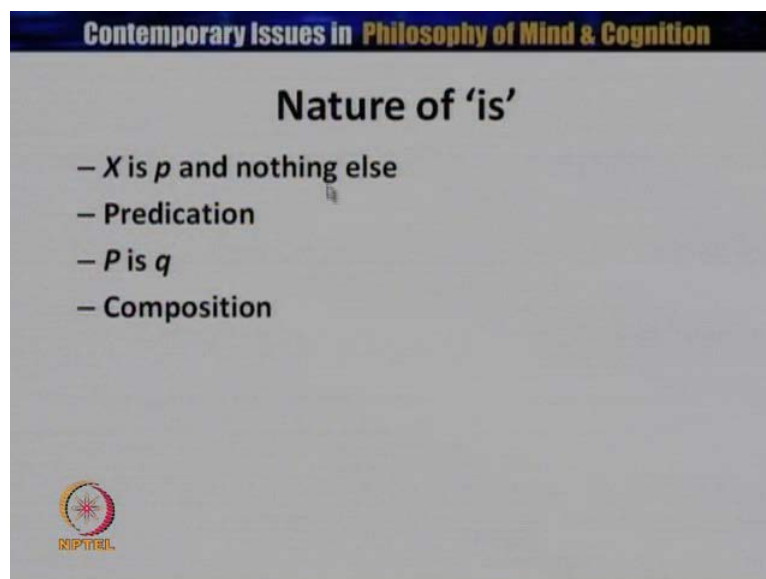 Contemporary Issues in Philosophy of Mind & Cognition
Nature of 'is'
– X is p and nothing else
– Predication
– P is q
– Composition
NPTEL